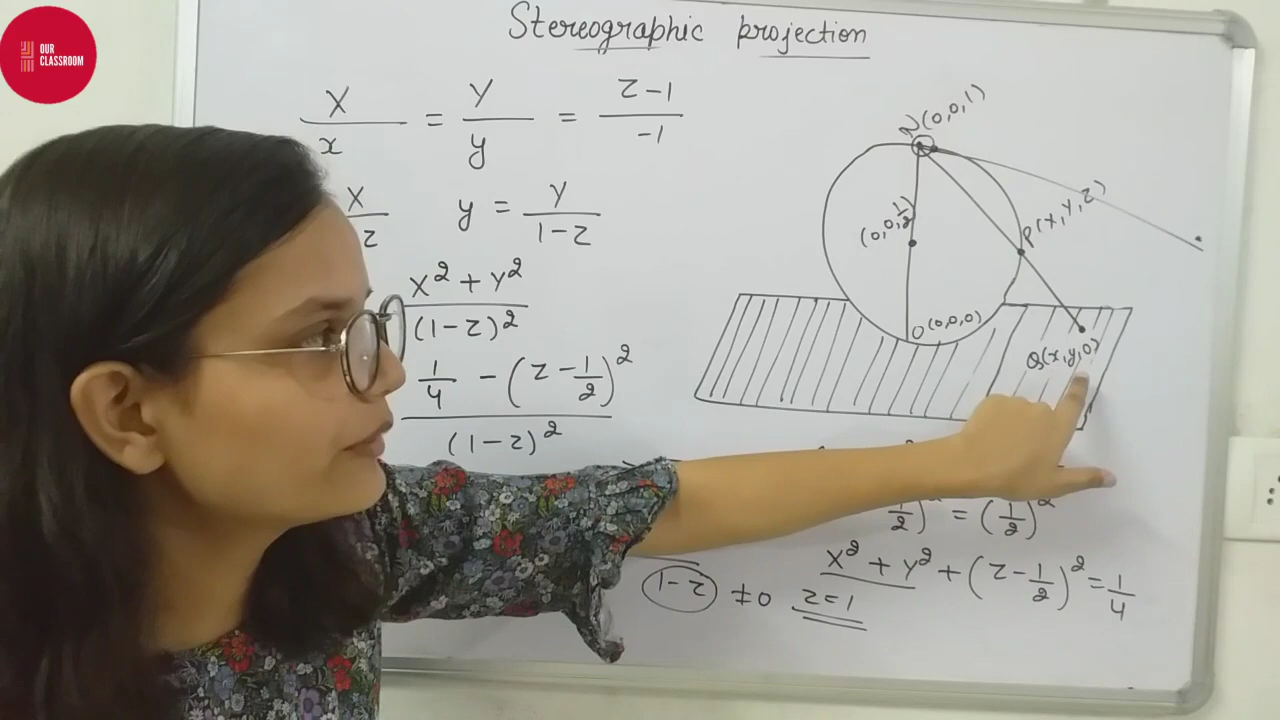 OUR
CLASSROOM
Stereographic projection
X/x = Y/y = Z-1/-1
X/Z y = Y/1-Z
X² + Y²/(1-Z)²
1/4 - (Z - 1/2)²/(1-Z)²
N(0,0,1)
(0,0,1/2)
P(X,Y,Z)
O(0,0,0)
Q(x,y,0)
1/2)² = (1/2)²
X² + Y² + (Z - 1/2)² = 1/4
1-Z ≠ 0 Z=1